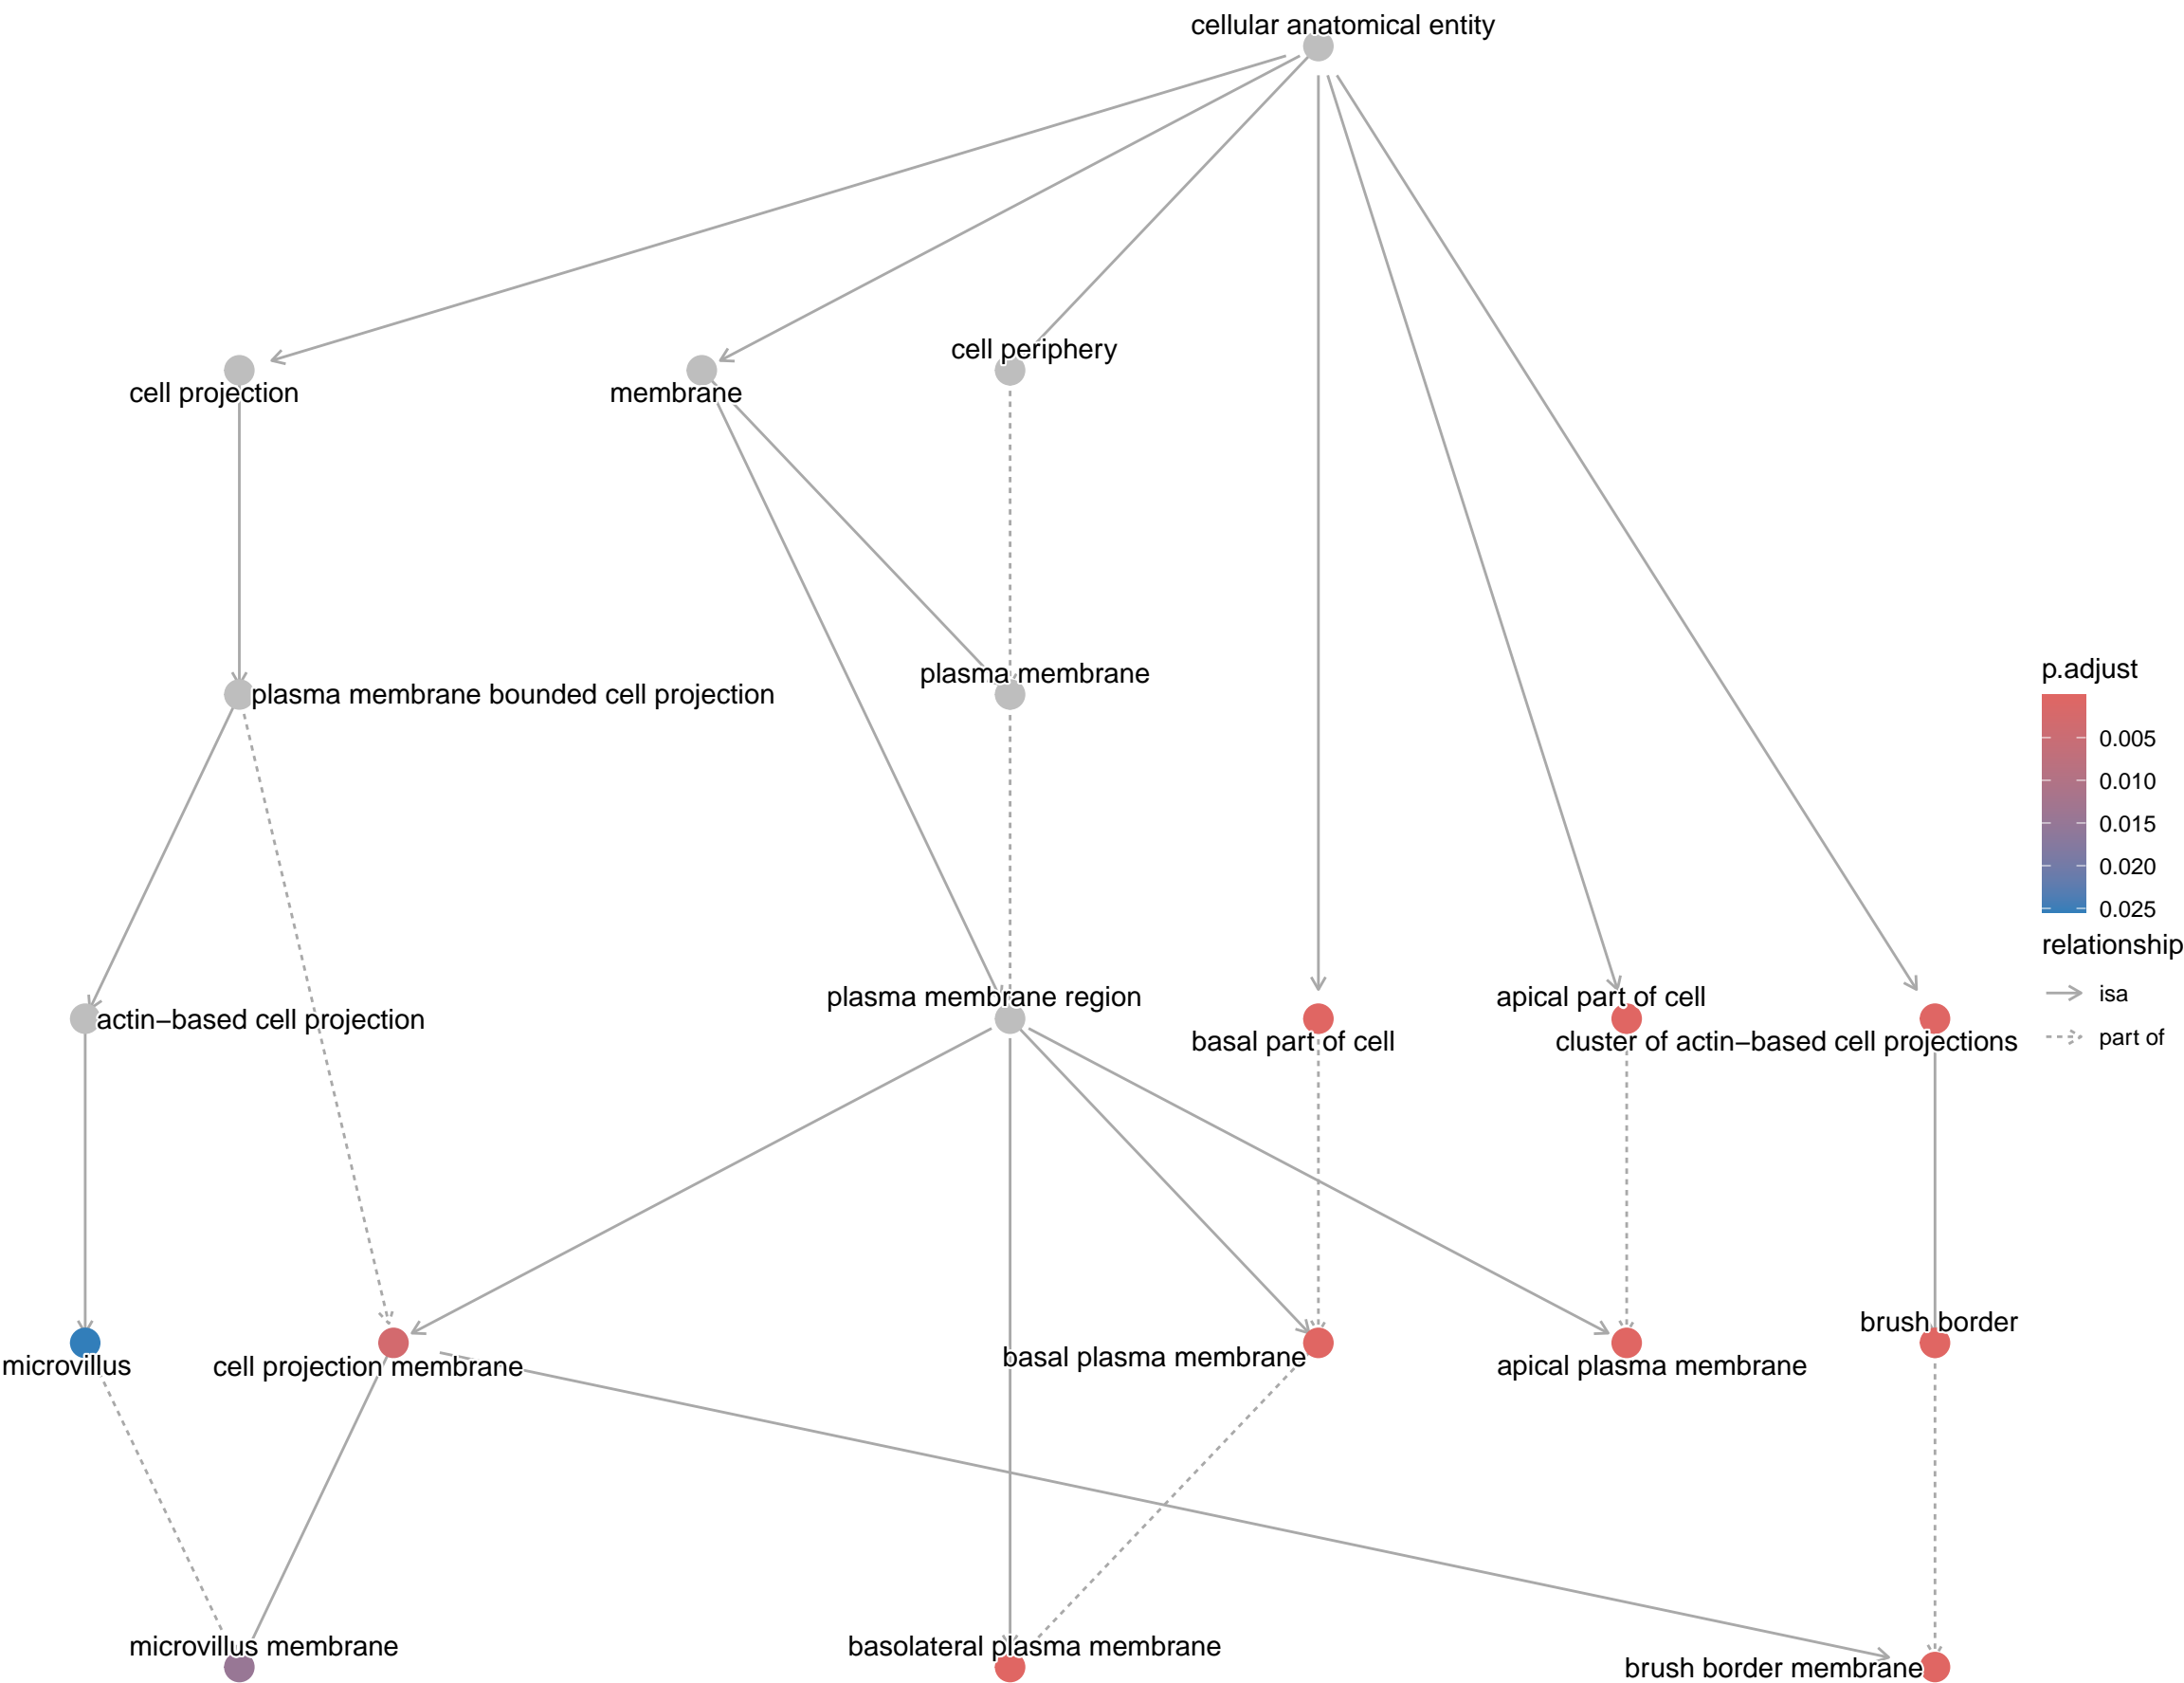 cellular anatomical entity
cell periphery
cell projection
membrane
plasma membrane
plasma membrane bounded cell projection
p.adjust
0.005
0.010
0.015
0.020
0.025
relationship
isa
part of
plasma membrane region
apical part of cell
actin−based cell projection
basal part of cell
cluster of actin−based cell projections
brush border
microvillus
cell projection membrane
basal plasma membrane
apical plasma membrane
microvillus membrane
basolateral plasma membrane
brush border membrane